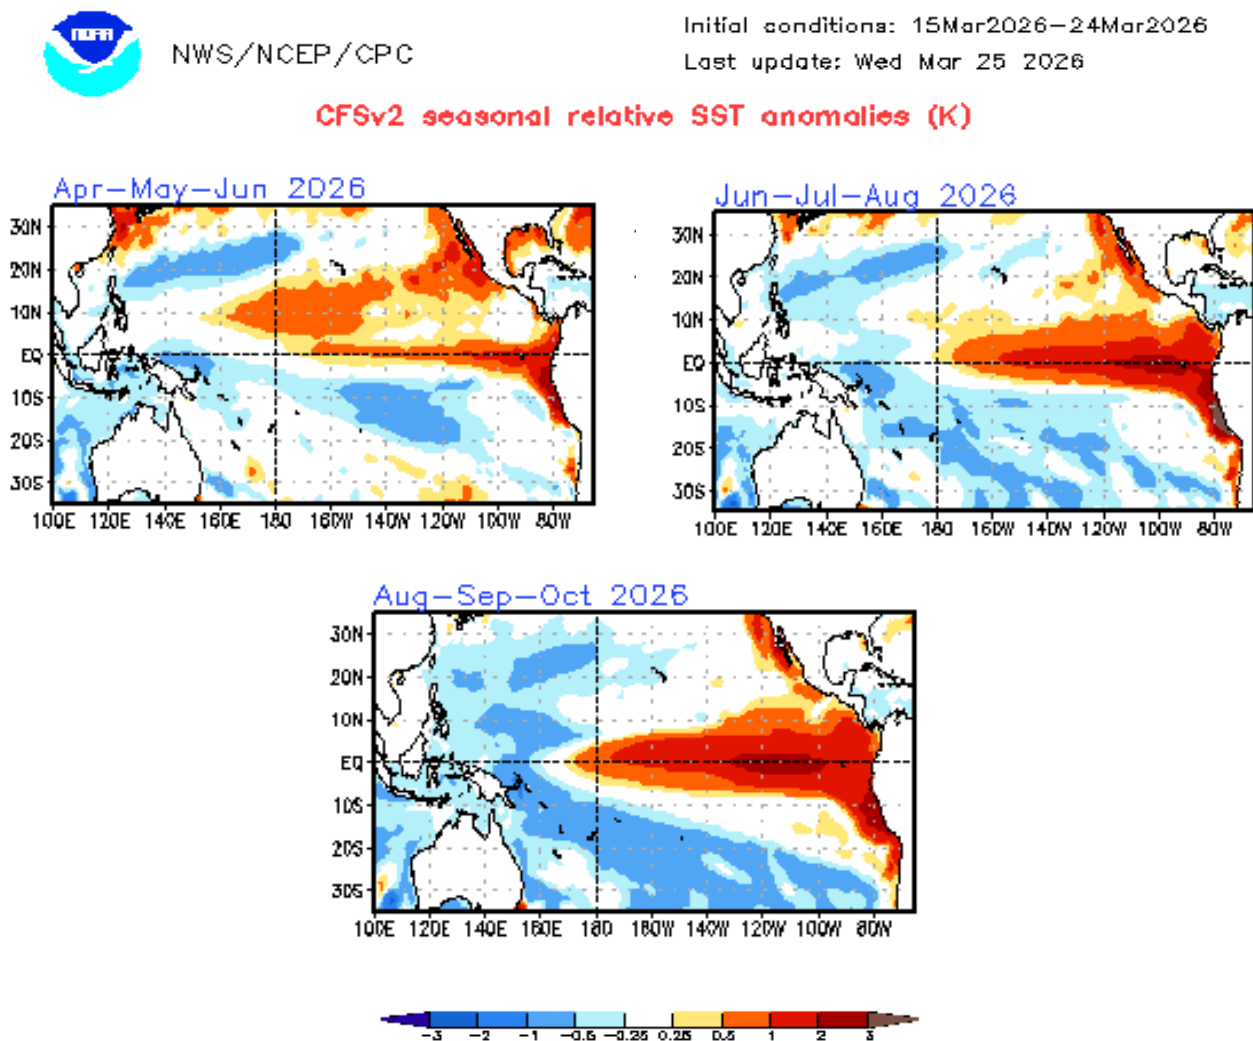 NOAA
NWS/NCEP/CPC
Initial conditions: 15Mar2026-24Mar2026
Last update: Wed Mar 25 2026
CFSv2 seasonal relative SST anomalies (K)
Apr-May-Jun 2026
30N
20N
10N
EQ
10S
20S
30S
100E 120E 140E 160E 180 160W 140W 120W 100W 80W
Jun-Jul-Aug 2026
30N
20N
10N
EQ
10S
20S
30S
100E 120E 140E 160E 180 160W 140W 120W 100W 80W
Aug-Sep-Oct 2026
30N
20N
10N
EQ
10S
20S
30S
100E 120E 140E 160E 180 160W 140W 120W 100W 80W
-3 -2 -1 -0.5 -0.25 0.25 0.5 1 2 3